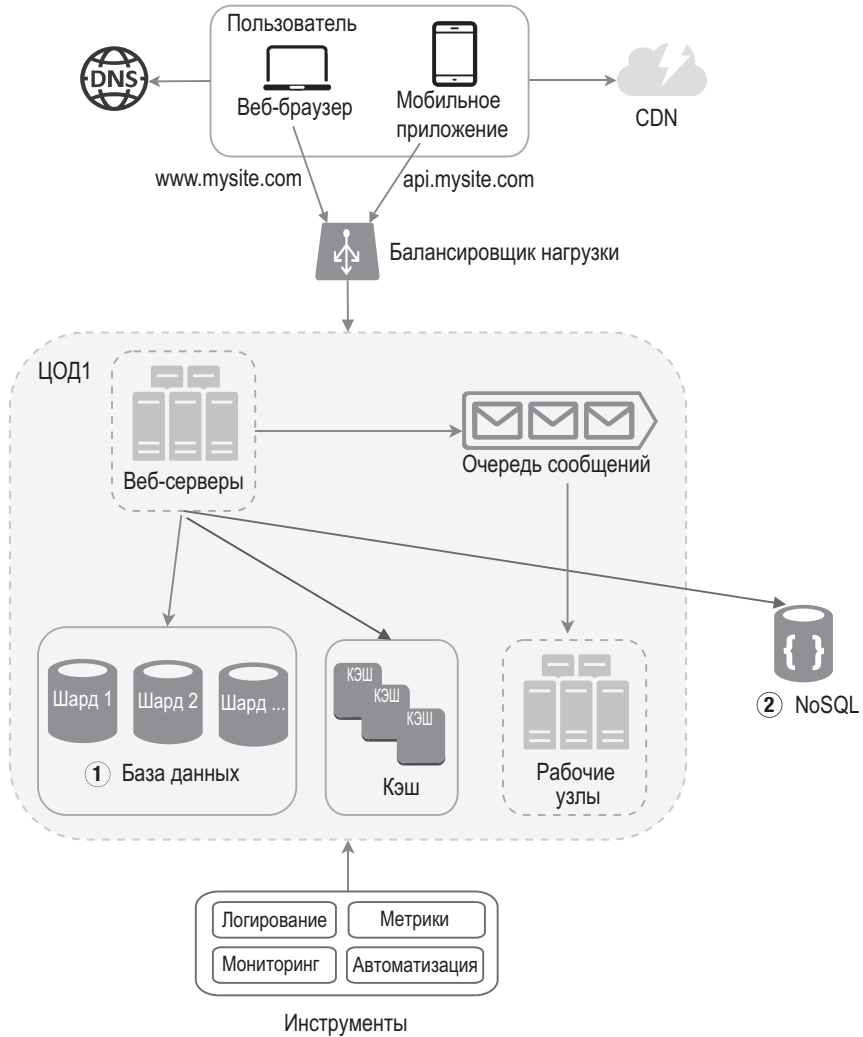 Пользователь
DNS
Веб-браузер
Мобильное
приложение
CDN
www.mysite.com
api.mysite.com
Балансировщик нагрузки
ЦОД1
Веб-серверы
Очередь сообщений
Шард 1
Шард 2
Шард ...
1 База данных
КЭШ
КЭШ
КЭШ
Кэш
Рабочие
узлы
{ }
2 NoSQL
Логирование
Метрики
Мониторинг
Автоматизация
Инструменты